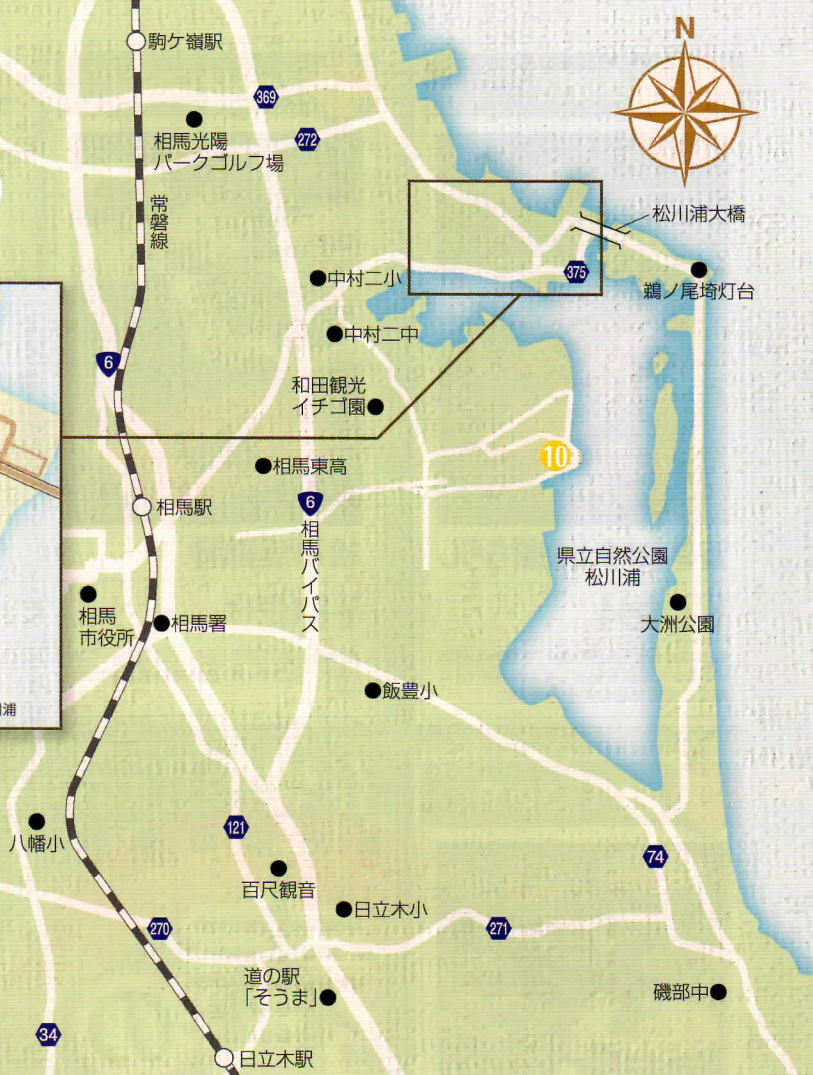 N
駒ケ嶺駅
369
272
相馬光陽
パークゴルフ場
常磐線
松川浦大橋
375
鵜ノ尾埼灯台
中村二小
中村二中
6
和田観光
イチゴ園
10
相馬東高
6
相馬バイパス
相馬駅
県立自然公園
松川浦
大洲公園
相馬
市役所
相馬署
飯豊小
浦
八幡小
121
74
百尺観音
日立木小
270
271
道の駅
「そうま」
磯部中
34
日立木駅